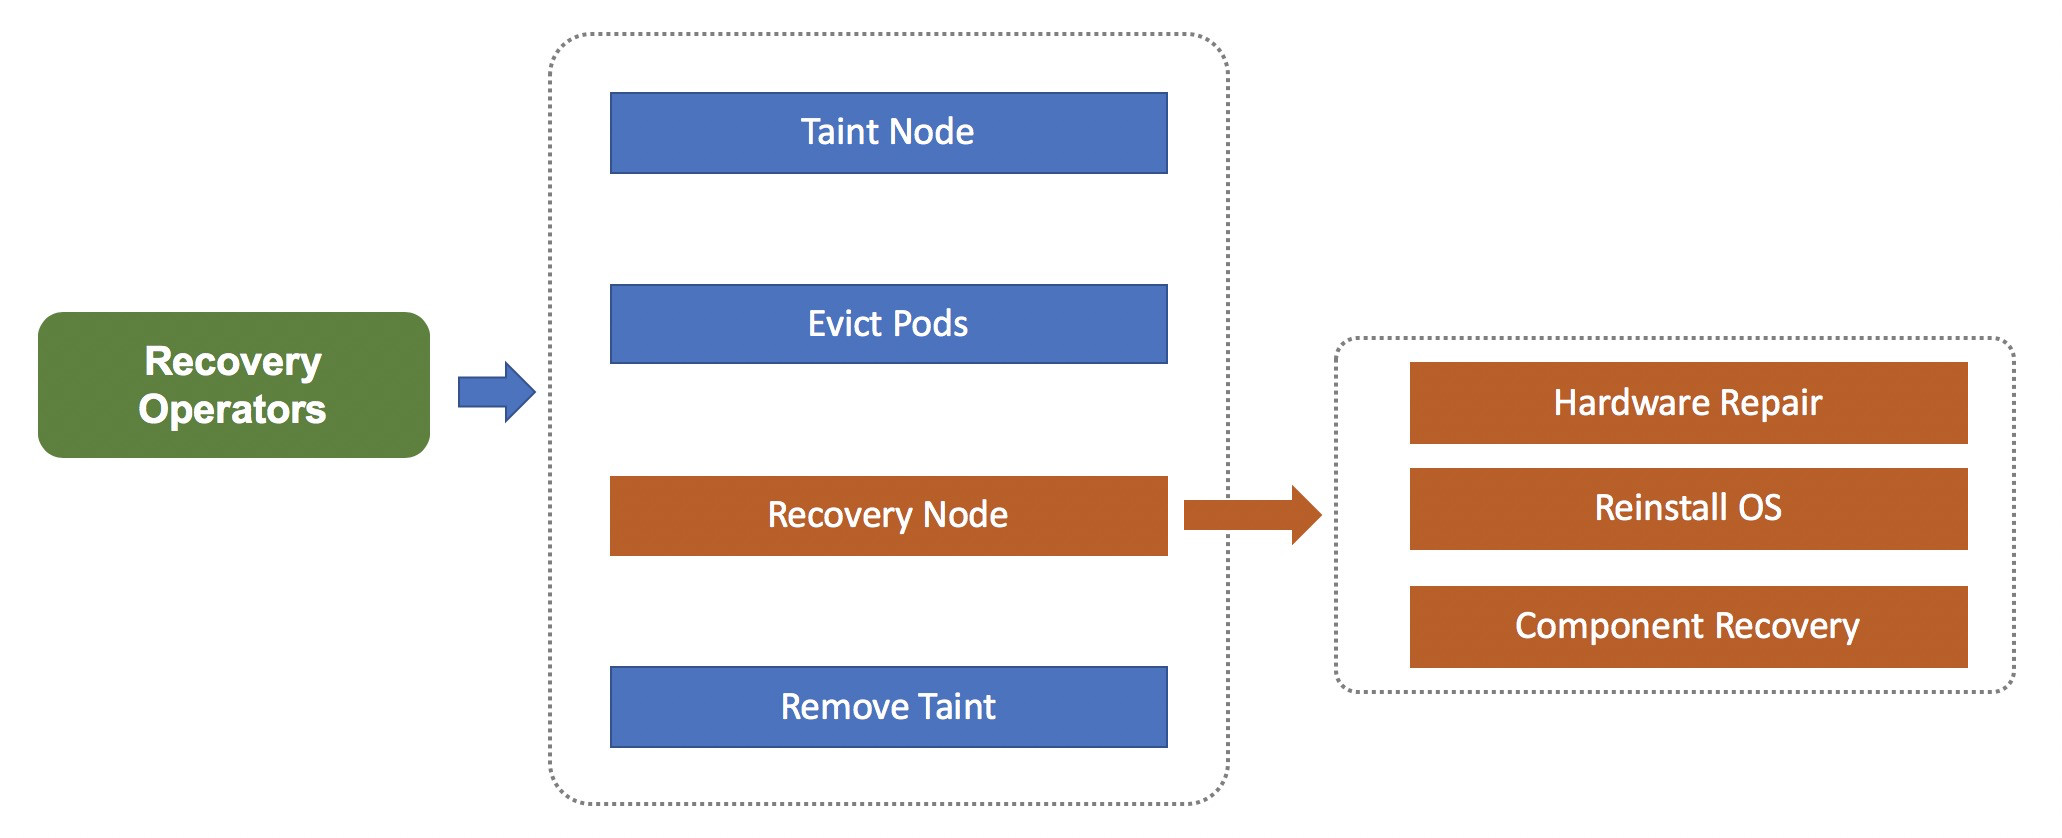 Recovery
Operators
Taint Node
Evict Pods
Recovery Node
Remove Taint
Hardware Repair
Reinstall OS
Component Recovery